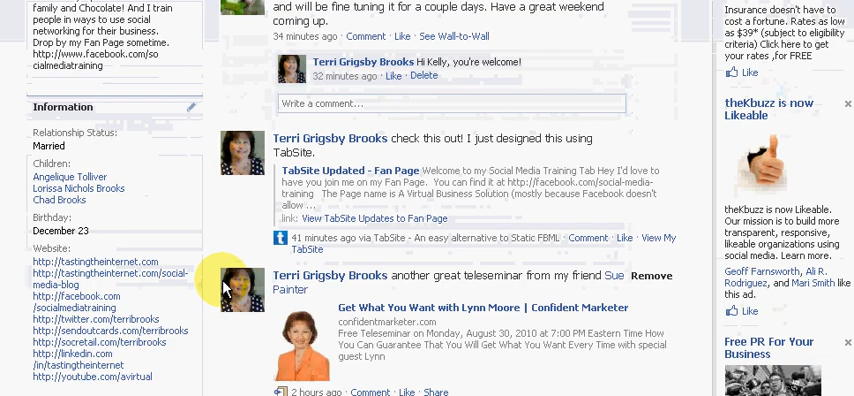 family and Chocolate! And I train
people in ways to use social
networking for their business.
Drop by my Fan Page sometime.
http://www.facebook.com/so
cialmediatraining
Information
Relationship Status:
Married
Children:
Angelique Tolliver
Lorissa Nichols Brooks
Chad Brooks
Birthday:
December 23
Website:
http://tastingtheinternet.com
http://tastingtheinternet.com/social-
media-blog
http://facebook.com
/socialmediatraining
http://twitter.com/terribrooks
http://sendoutcards.com/terribrooks
http://socretail.com/terribrooks
http://linkedin.com
/in/tastingtheinternet
http://youtube.com/avirtual
and will be fine tuning it for a couple days. Have a great weekend
coming up.
34 minutes ago · Comment · Like · See Wall-to-Wall
Terri Grigsby Brooks Hi Kelly, you're welcome!
32 minutes ago · Like · Delete
Write a comment...
Terri Grigsby Brooks check this out! I just designed this using
TabSite.
TabSite Updated - Fan Page Welcome to my Social Media Training Tab Hey I'd love to
have you join me on my Fan Page. You can find it at http://facebook.com/social-media-
training The Page name is A Virtual Business Solution (mostly because Facebook doesn't
allow ...
link: View TabSite Updates to Fan Page
41 minutes ago via TabSite - An easy alternative to Static FBML · Comment · Like · View My
TabSite
Terri Grigsby Brooks another great teleseminar from my friend Sue Remove
Painter
Get What You Want with Lynn Moore | Confident Marketer
confidentmarketer.com
Free Teleseminar on Monday, August 30, 2010 at 7:00 PM Eastern Time How
You Can Guarantee That You Will Get What You Want Every Time with special
guest Lynn
2 hours ago · Comment · Like · Share
Insurance doesn't have to
cost a fortune. Rates as low
as $39* (subject to eligibility
criteria) Click here to get
your rates ,for FREE
Like
theKbuzz is now
Likeable
theKbuzz is now Likeable.
Our mission is to build more
transparent, responsive,
likeable organizations using
social media. Learn more.
Geoff Farnsworth, Ali R.
Rodriguez, and Mari Smith like
this ad.
Like
Free PR For Your
Business